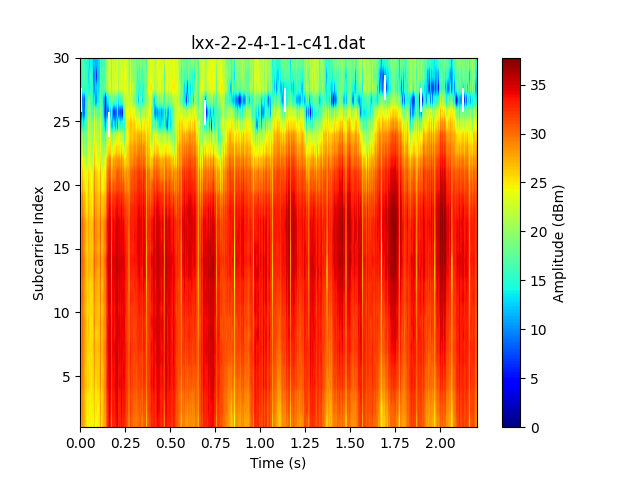 lxx-2-2-4-1-1-c41.dat
30
25
20
15
10
5
Subcarrier Index
0.00 0.25 0.50 0.75 1.00 1.25 1.50 1.75 2.00
Time (s)
35
30
25
20
15
10
5
0
Amplitude (dBm)